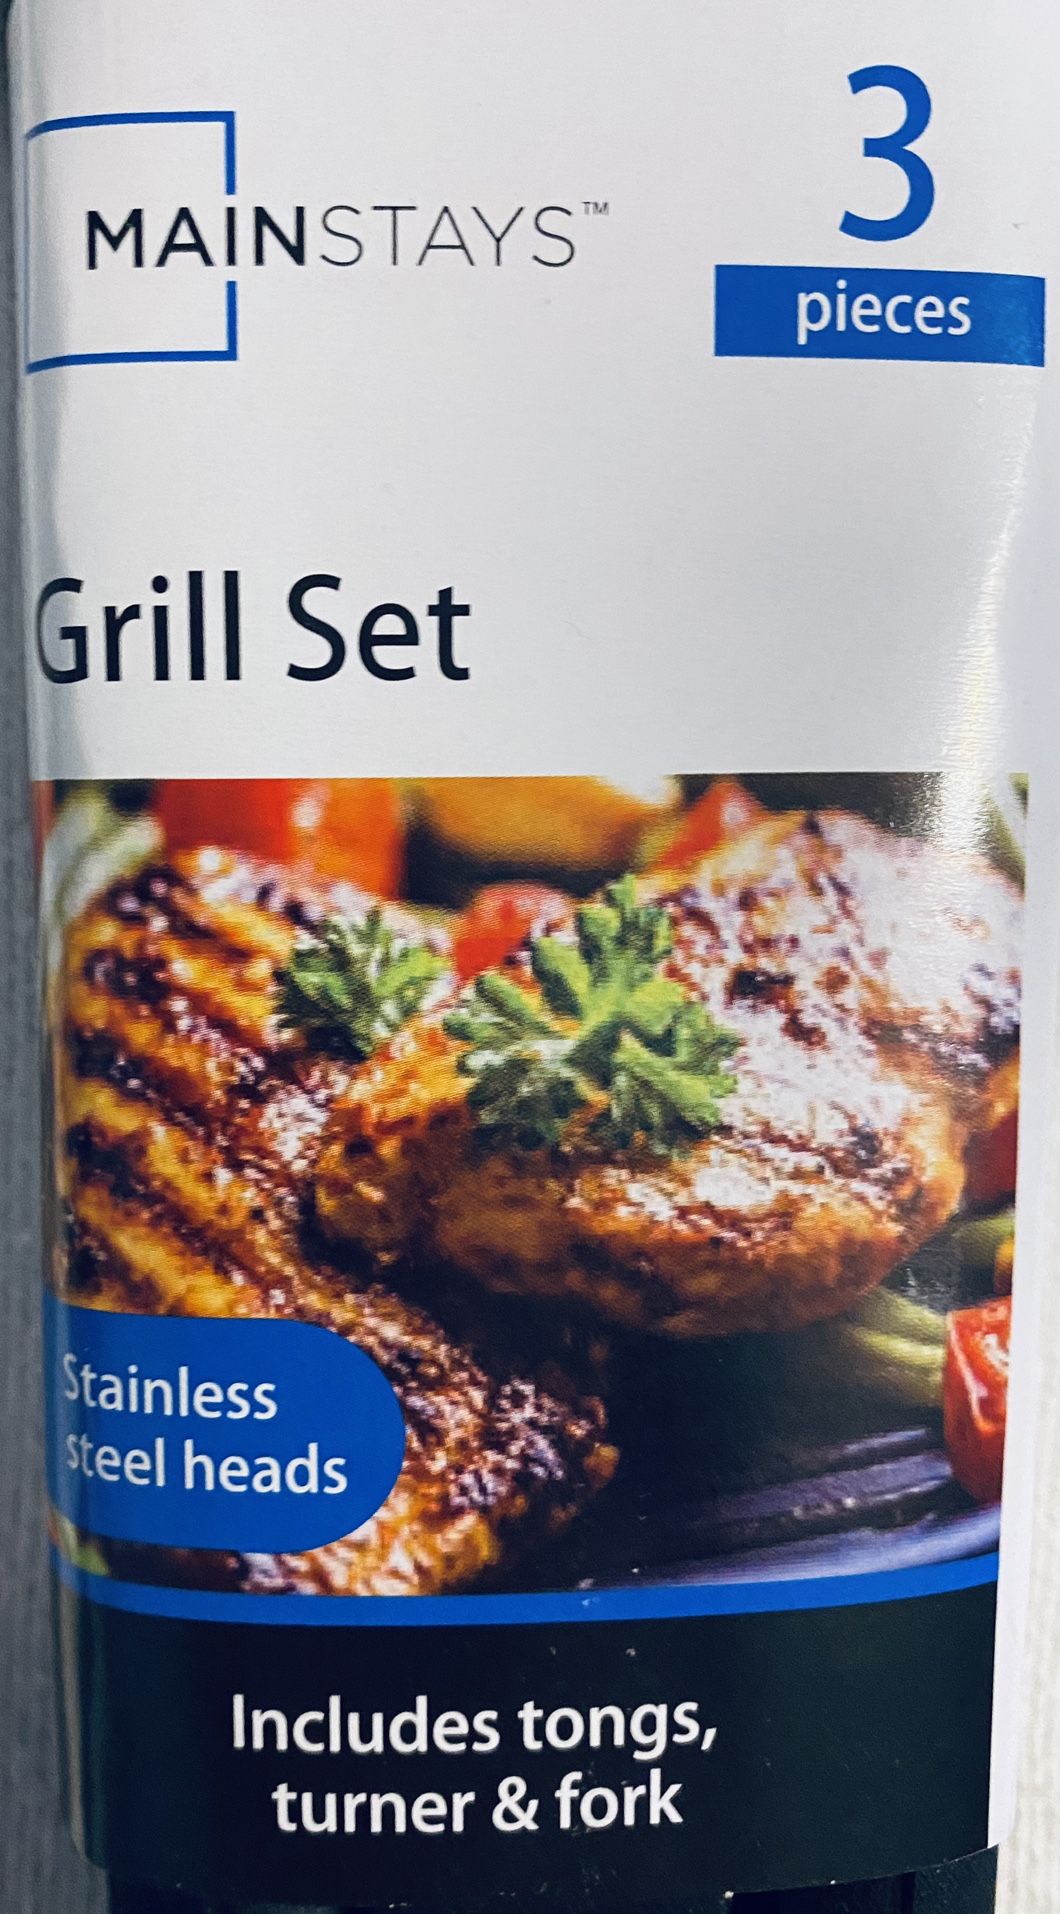 MAINSTAYS™
3
pieces
Grill Set
Stainless
steel heads
Includes tongs,
turner & fork